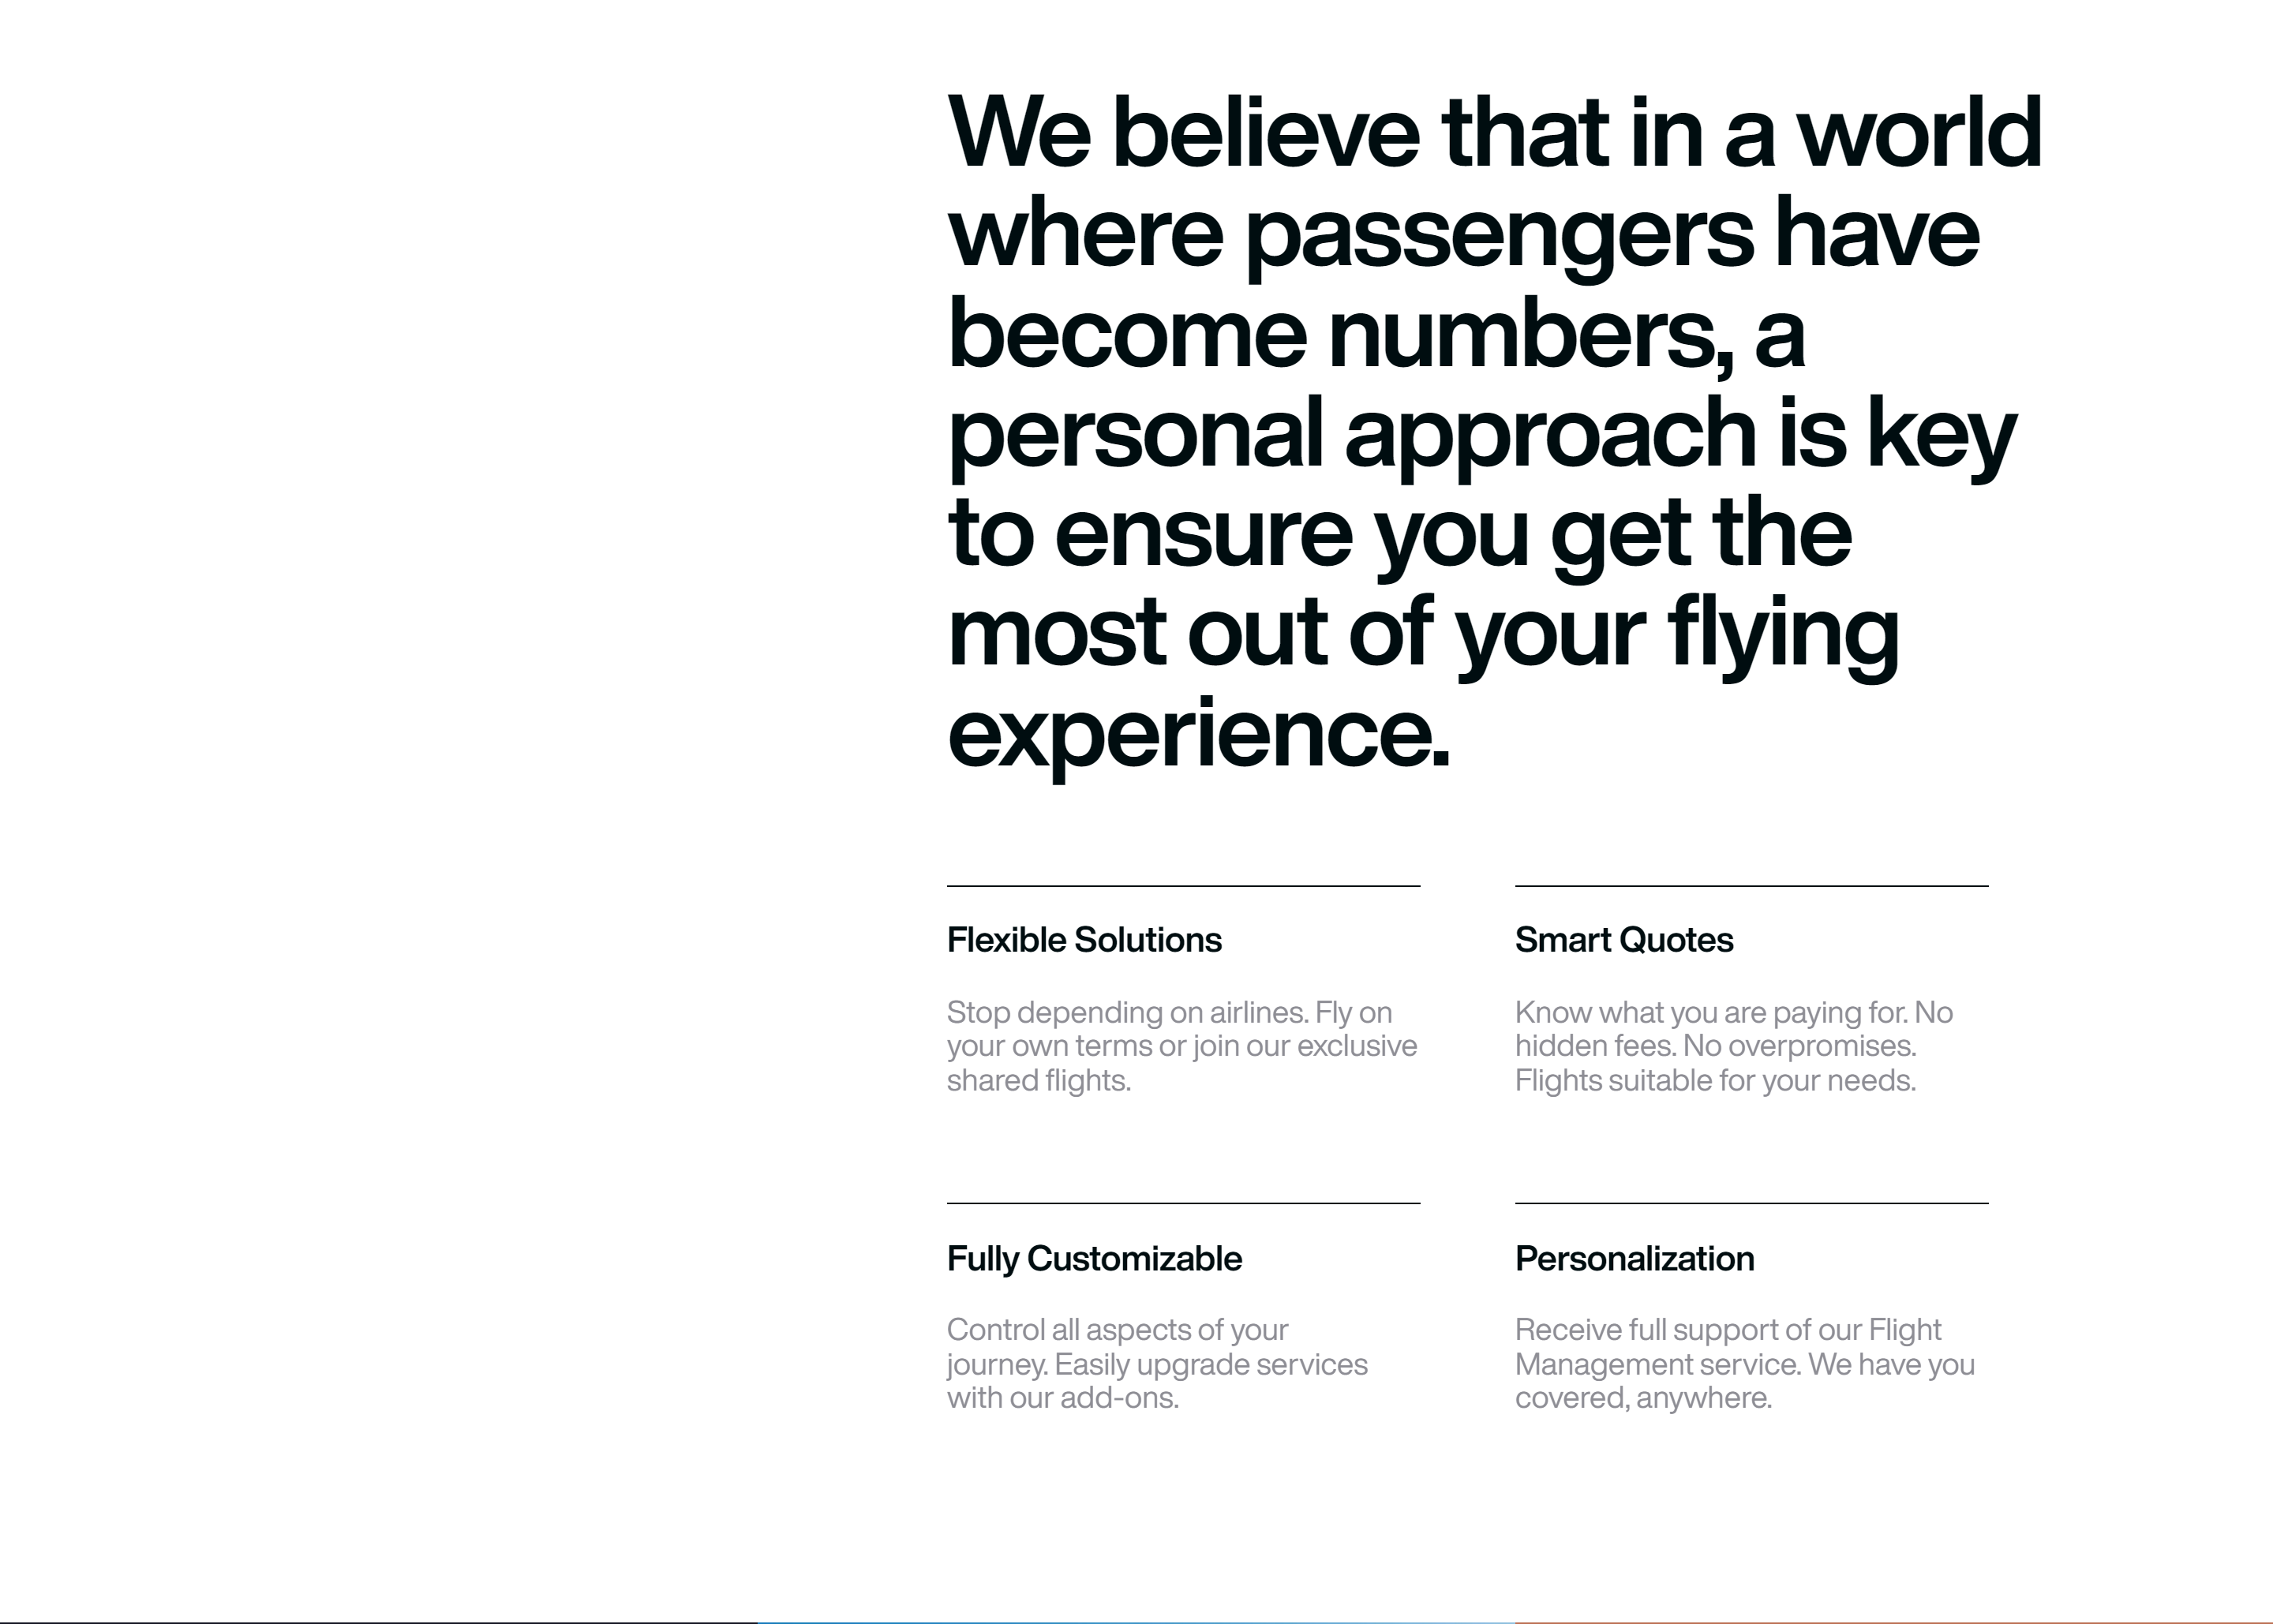 We believe that in a world
where passengers have
become numbers, a
personal approach is key
to ensure you get the
most out of your flying
experience.
Flexible Solutions
Stop depending on airlines. Fly on
your own terms or join our exclusive
shared flights.
Smart Quotes
Know what you are paying for. No
hidden fees. No overpromises.
Flights suitable for your needs.
Fully Customizable
Control all aspects of your
journey. Easily upgrade services
with our add-ons.
Personalization
Receive full support of our Flight
Management service. We have you
covered, anywhere.